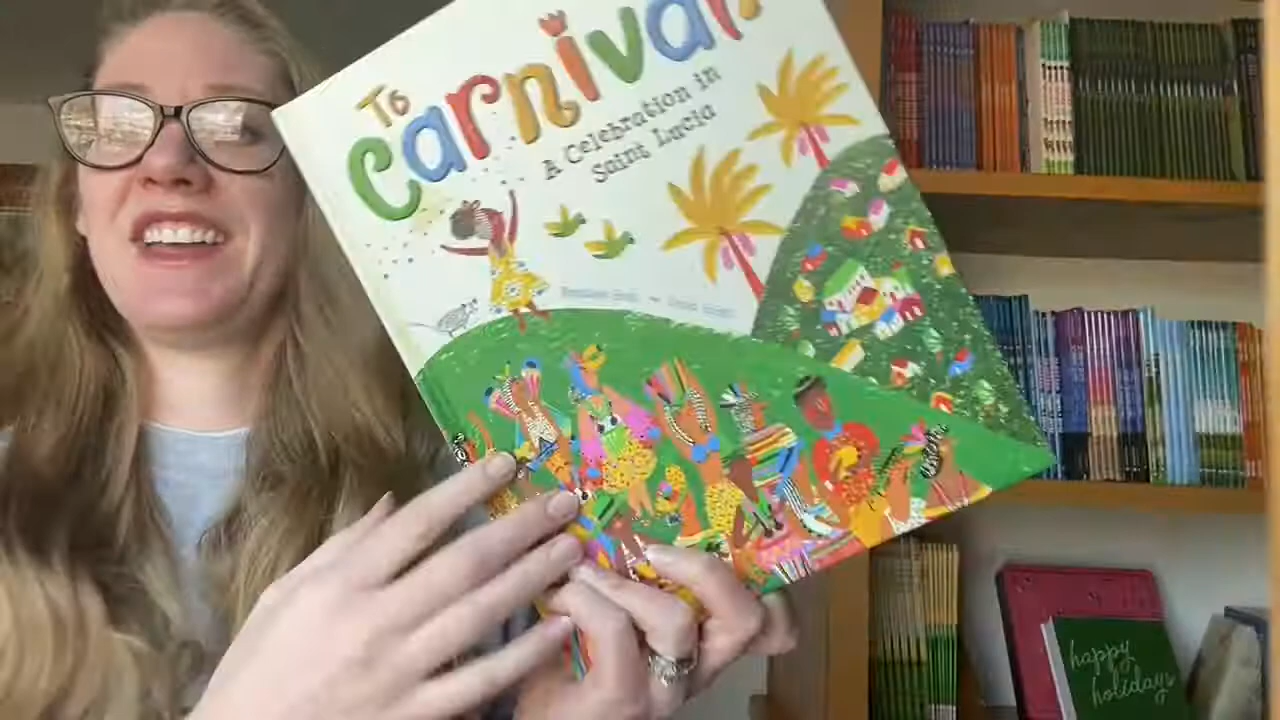 To
Carnival!
A Celebration in
Saint Lucia
happy
holidays